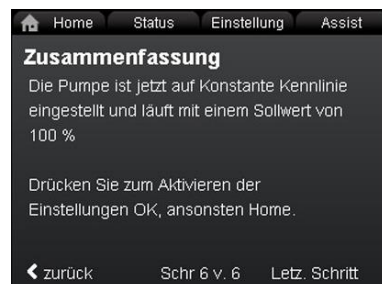 Home Status Einstellung Assist
Zusammenfassung
Die Pumpe ist jetzt auf Konstante Kennlinie
eingestellt und läuft mit einem Sollwert von
100 %
Drücken Sie zum Aktivieren der
Einstellungen OK, ansonsten Home.
zurück Schr 6 v. 6 Letz. Schritt